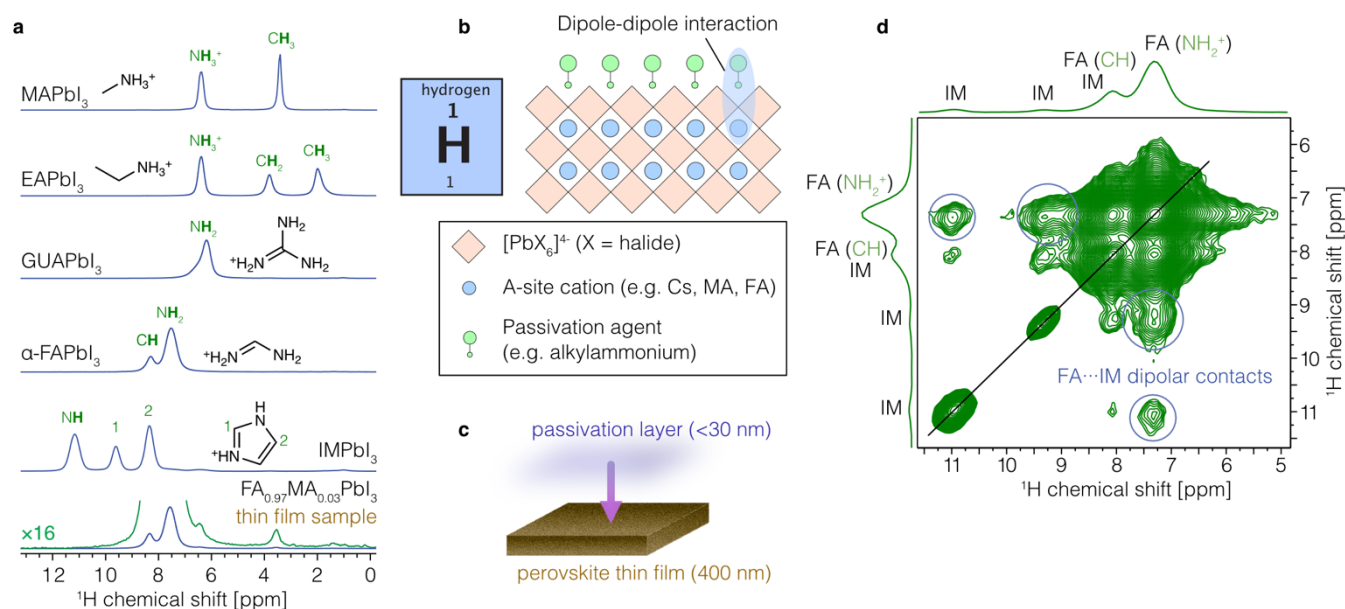 a
NH₃⁺
CH₃
NH₃⁺
MAPbI₃
NH₃⁺
CH₂
CH₃
NH₃⁺
EAPbI₃
NH₂
NH₂
GUAPbI₃
⁺H₂N
NH₂
NH₂
CH
α-FAPbI₃
⁺H₂N
NH₂
NH
1
2
H
N
1
2
⁺HN
IMPbI₃
FA₀.₉₇MA₀.₀₃PbI₃
thin film sample
×16
12 10 8 6 4 2 0
¹H chemical shift [ppm]
b
Dipole-dipole interaction
hydrogen
1
H
1
[PbX₆]⁴⁻ (X = halide)
A-site cation (e.g. Cs, MA, FA)
Passivation agent
(e.g. alkylammonium)
c
passivation layer (<30 nm)
perovskite thin film (400 nm)
d
FA (NH₂⁺)
FA (CH)
IM
IM
IM
FA (NH₂⁺)
FA (CH)
IM
IM
IM
FA···IM dipolar contacts
6
7
8
9
10
11
¹H chemical shift [ppm]
11 10 9 8 7 6 5
¹H chemical shift [ppm]